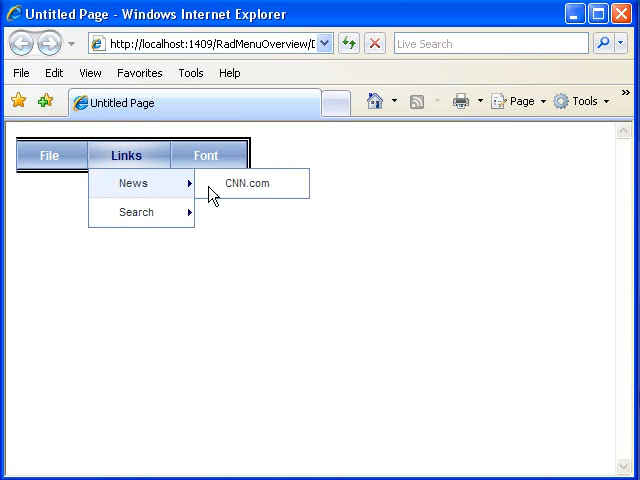 Untitled Page - Windows Internet Explorer
http://localhost:1409/RadMenuOverview/D
Live Search
File Edit View Favorites Tools Help
Untitled Page
Page Tools »
File Links Font
News CNN.com
Search